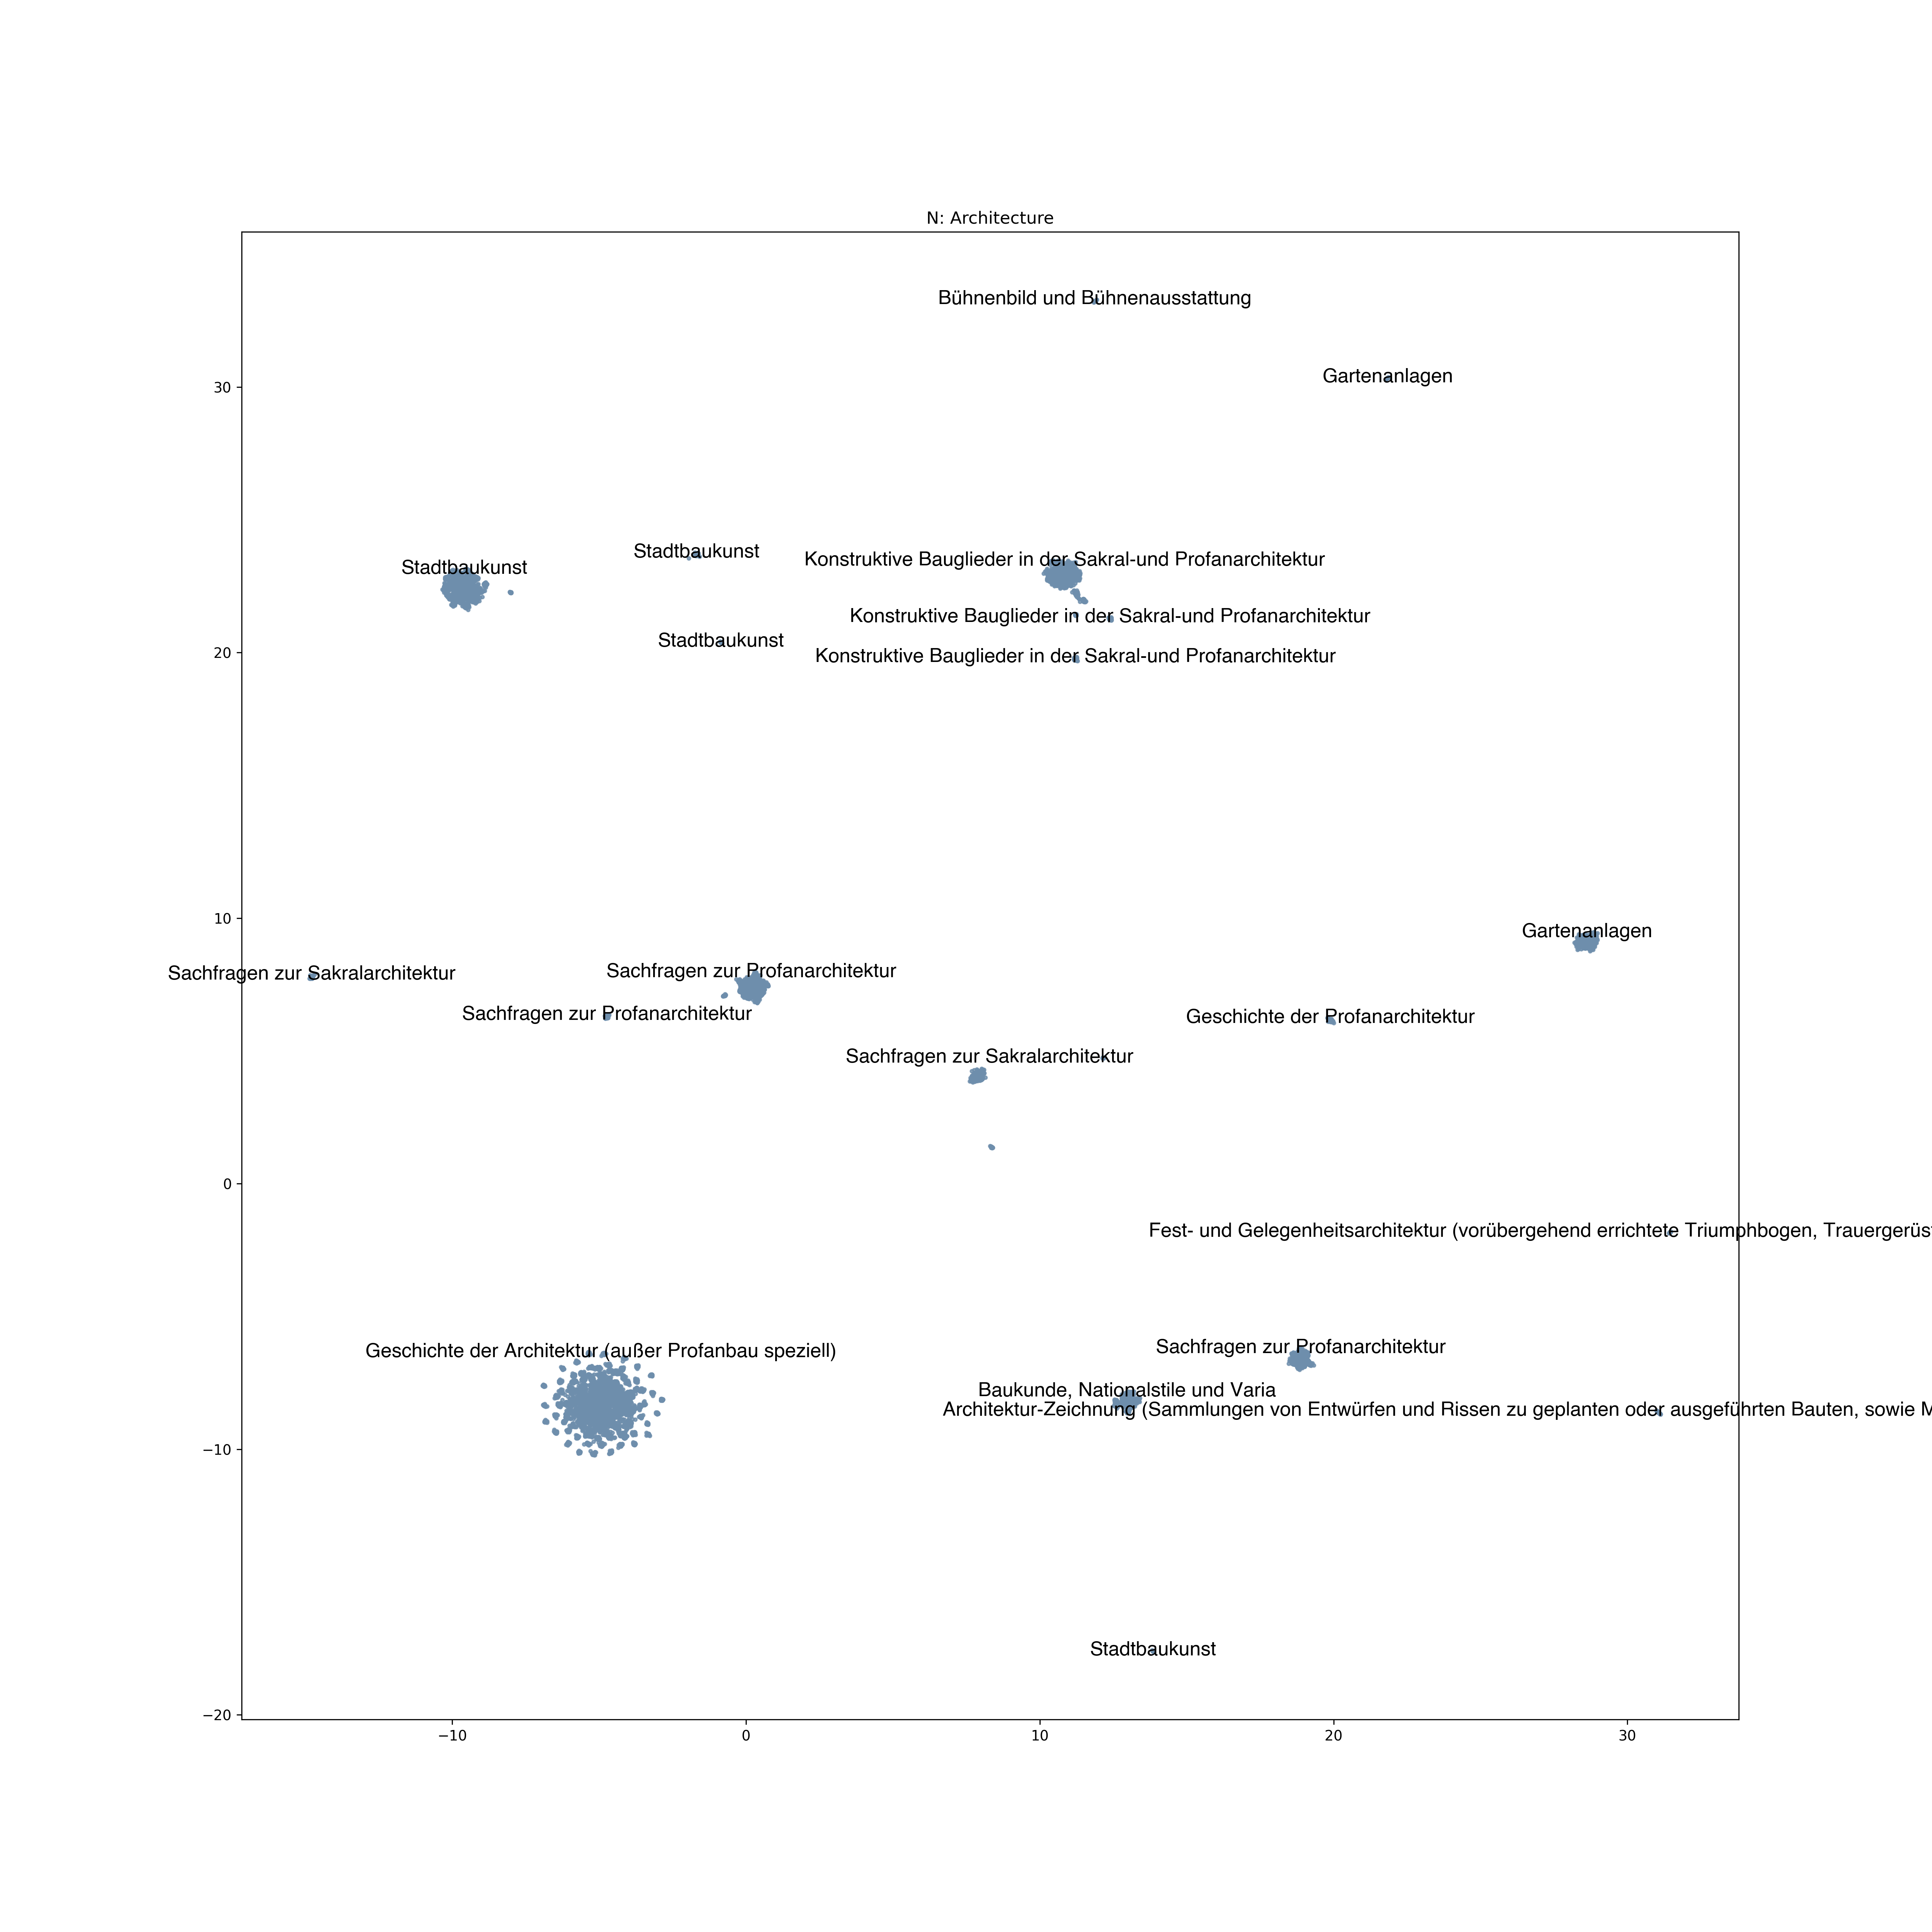 N: Architecture
Bühnenbild und Bühnenausstattung
30
Gartenanlagen
Stadtbaukunst
Konstruktive Bauglieder in der Sakral-und Profanarchitektur
Stadtbaukunst
Konstruktive Bauglieder in der Sakral-und Profanarchitektur
Stadtbaukunst
20
Konstruktive Bauglieder in der Sakral-und Profanarchitektur
10
Gartenanlagen
Sachfragen zur Sakralarchitektur
Sachfragen zur Profanarchitektur
Sachfragen zur Profanarchitektur
Geschichte der Profanarchitektur
Sachfragen zur Sakralarchitektur
0
Fest- und Gelegenheitsarchitektur (vorübergehend errichtete Triumphbogen,
Geschichte der Architektur (außer Profanbau speziell)
Sachfragen zur Profanarchitektur
Baukunde, Nationalstile und Varia
Architektur-Zeichnung (Sammlungen von Entwürfen und Rissen zu geplanten oder ausgeführten Bauten, sowie
−10
Stadtbaukunst
−20
−10 0 10 20 30